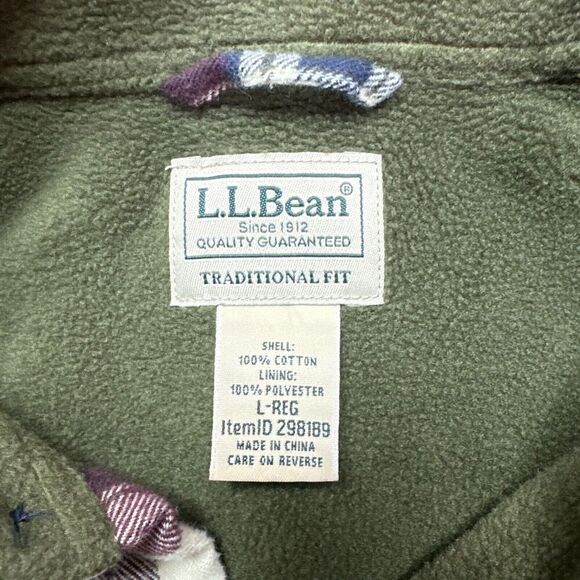 L.L.Bean®
Since 1912
QUALITY GUARANTEED
TRADITIONAL FIT
SHELL:
100% COTTON
LINING:
100% POLYESTER
L-REG
ItemID 298189
MADE IN CHINA
CARE ON REVERSE